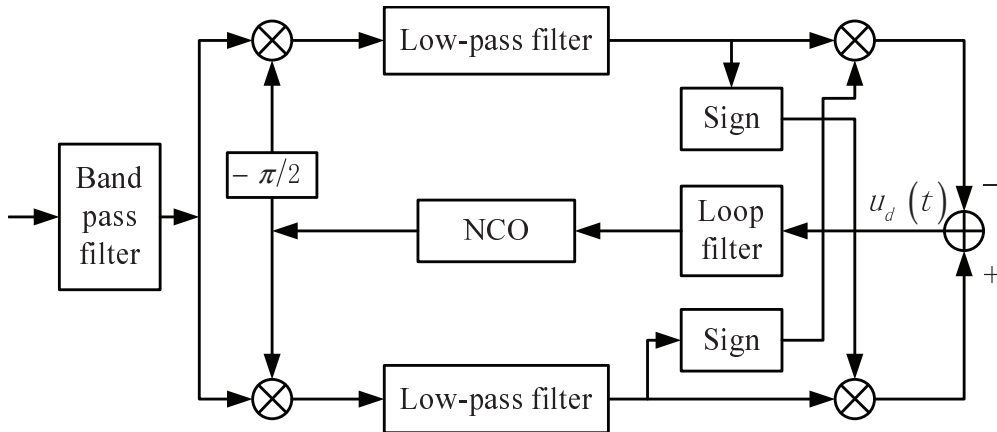 Low-pass filter
Sign
Band
pass
filter
− π/2
NCO
Loop
filter
u_d (t)
−
+
Sign
Low-pass filter